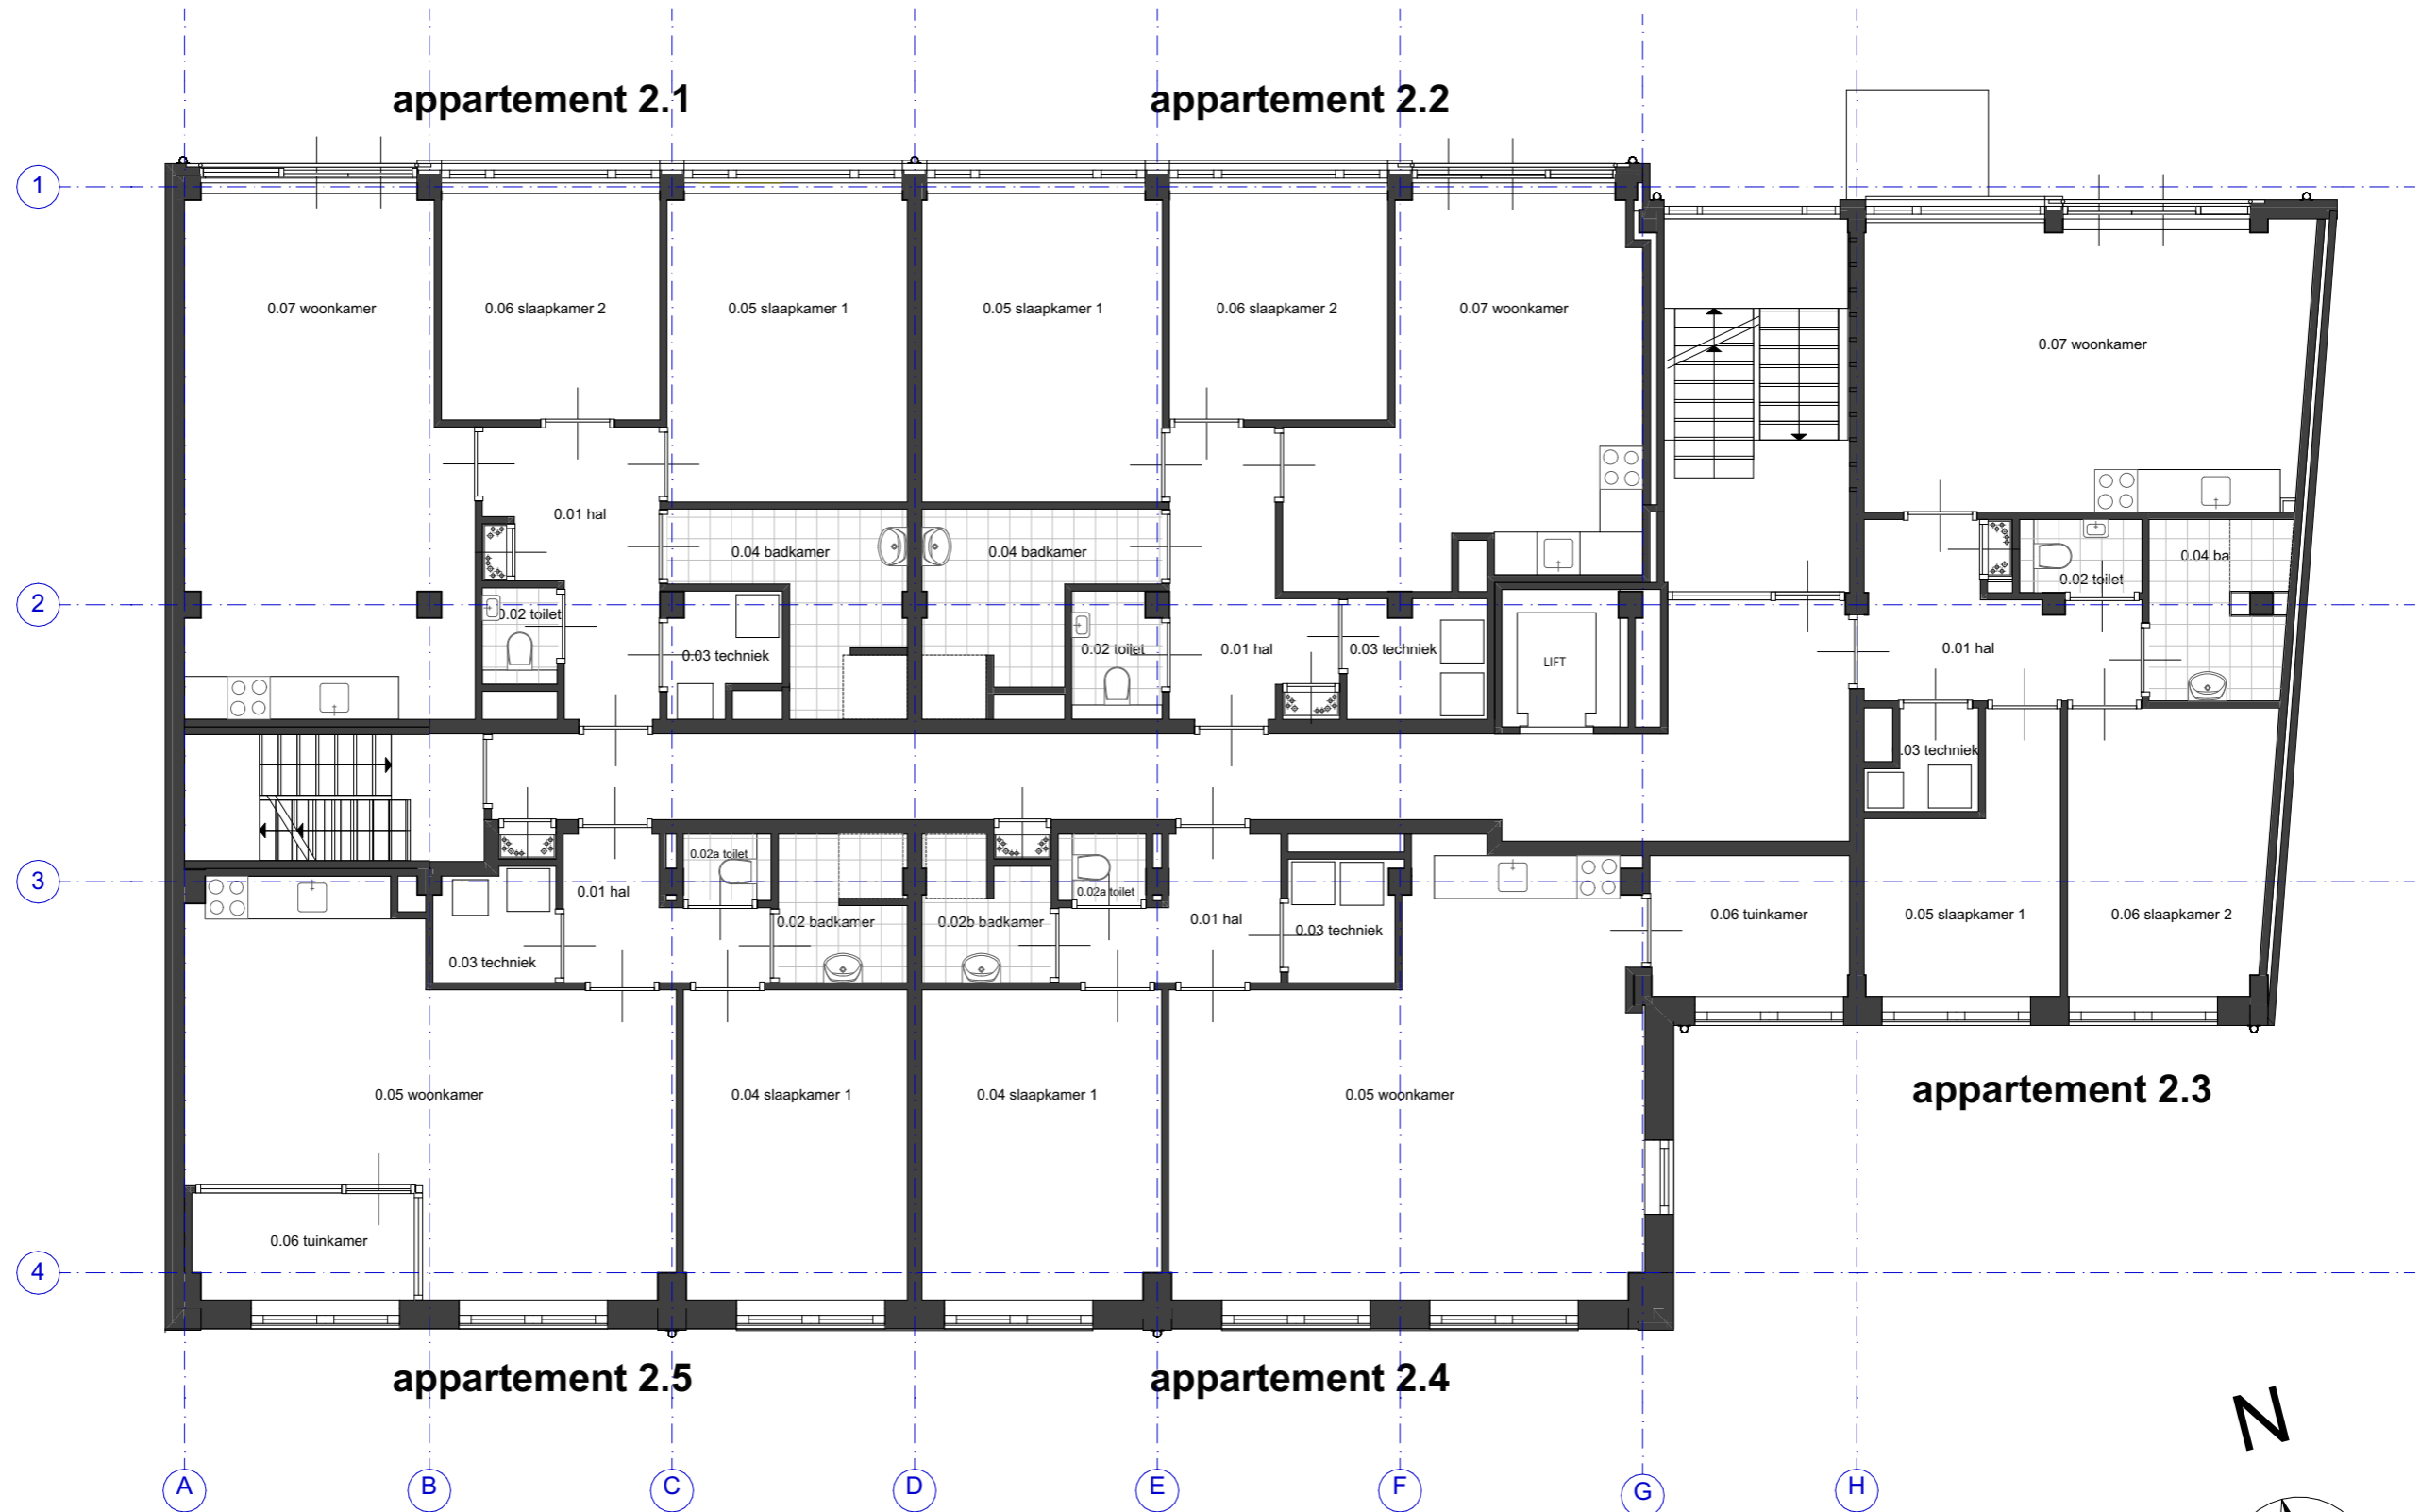 appartement 2.1
appartement 2.2
1
0.07 woonkamer
0.06 slaapkamer 2
0.05 slaapkamer 1
0.05 slaapkamer 1
0.06 slaapkamer 2
0.07 woonkamer
0.07 woonkamer
0.01 hal
0.04 badkamer
0.04 badkamer
0.04 ba
0.02 toilet
2
0.02 toilet
0.03 techniek
0.02 toilet
0.01 hal
0.03 techniek
LIFT
0.01 hal
0.03 techniek
0.02a toilet
3
0.01 hal
0.02 badkamer
0.02b badkamer
0.02a toilet
0.01 hal
0.03 techniek
0.06 tuinkamer
0.05 slaapkamer 1
0.06 slaapkamer 2
0.03 techniek
0.05 woonkamer
0.04 slaapkamer 1
0.04 slaapkamer 1
0.05 woonkamer
appartement 2.3
0.06 tuinkamer
4
appartement 2.5
appartement 2.4
N
A
B
C
D
E
F
G
H